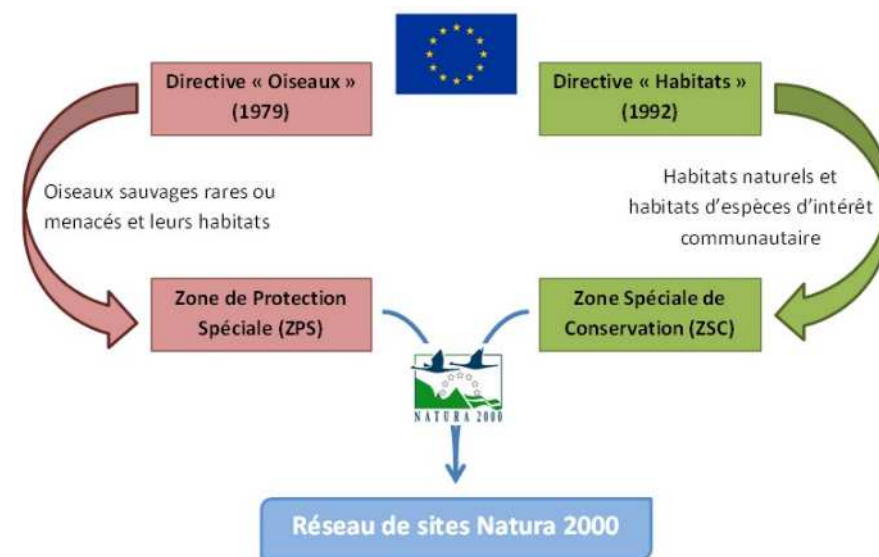 Directive « Oiseaux »
(1979)
Directive « Habitats »
(1992)
Oiseaux sauvages rares ou
menacés et leurs habitats
Habitats naturels et
habitats d'espèces d'intérêt
communautaire
Zone de Protection
Spéciale (ZPS)
Zone Spéciale de
Conservation (ZSC)
NATURA 2000
Réseau de sites Natura 2000